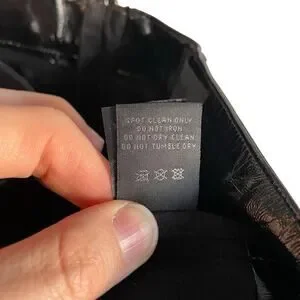 SPOT CLEAN ONLY
DO NOT IRON
DO NOT DRY CLEAN
DO NOT TUMBLE DRY